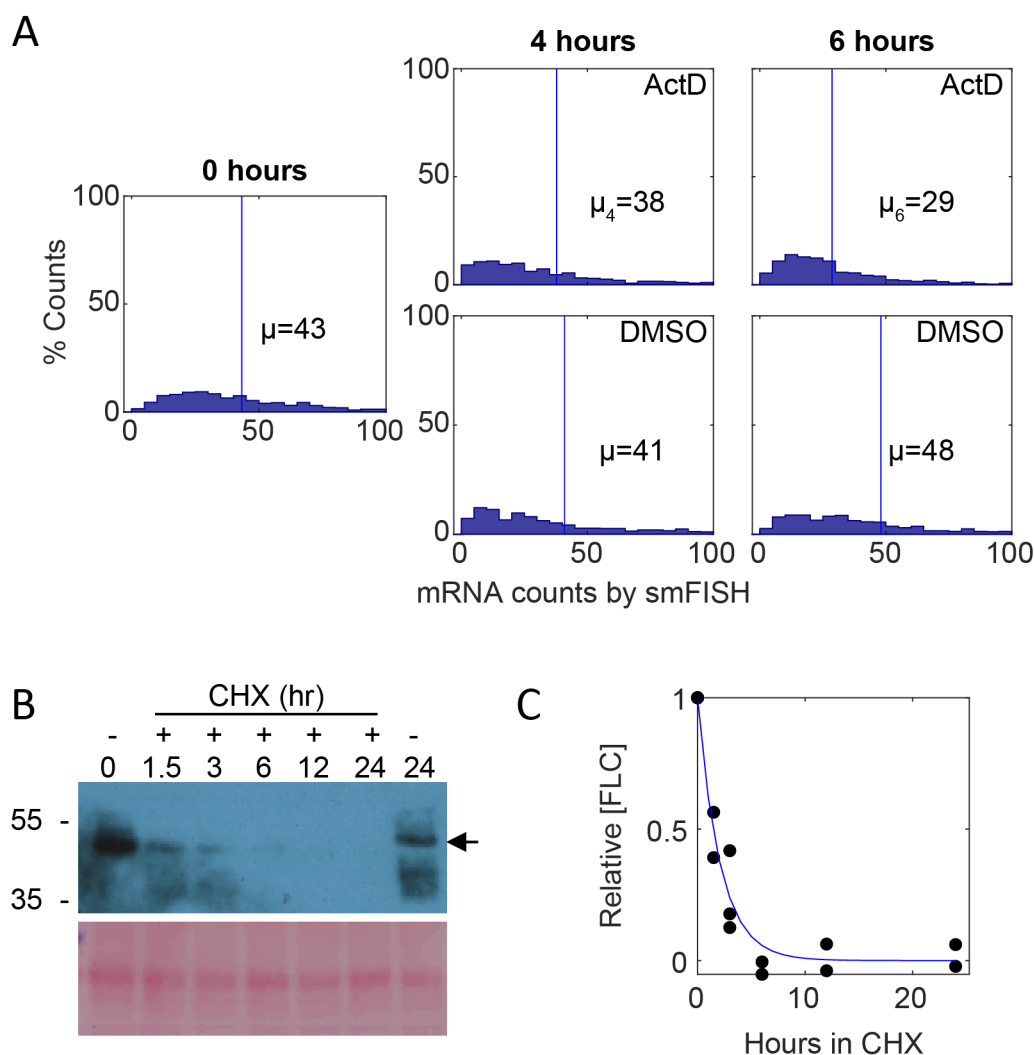 A
4 hours
6 hours
0 hours
% Counts
100
50
0
0
50
100
μ=43
100
50
0
ActD
μ4=38
ActD
μ6=29
100
50
0
DMSO
μ=41
DMSO
μ=48
0
50
100
0
50
100
mRNA counts by smFISH
B
CHX (hr)
- + + + + + -
0 1.5 3 6 12 24 24
55 -
35 -
C
Relative [FLC]
1
0.5
0
0
10
20
Hours in CHX